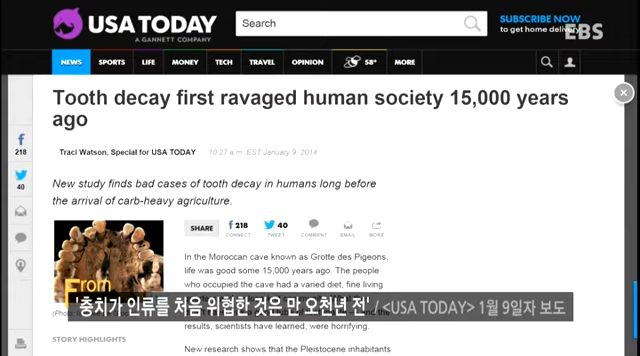 USA TODAY
A GANNETT COMPANY
Search
SUBSCRIBE NOW
to get home delivery
EBS
NEWS SPORTS LIFE MONEY TECH TRAVEL OPINION 58° MORE
Tooth decay first ravaged human society 15,000 years
ago
Traci Watson, Special for USA TODAY 10:27 a.m. EST January 9, 2014
New study finds bad cases of tooth decay in humans long before
the arrival of carb-heavy agriculture.
218
40
SHARE
218
CONNECT
40
TWEET
COMMENT
EMAIL
MORE
In the Moroccan cave known as Grotte des Pigeons,
life was good some 15,000 years ago. The people
who occupied the cave had a varied diet, fine living
From
(Photo:
'충치가 인류를 처음 위협한 것은 만 오천년 전' / <USA TODAY> 1월 9일자 보도
results, scientists have learned, were horrifying.
STORY HIGHLIGHTS
New research shows that the Pleistocene inhabitants